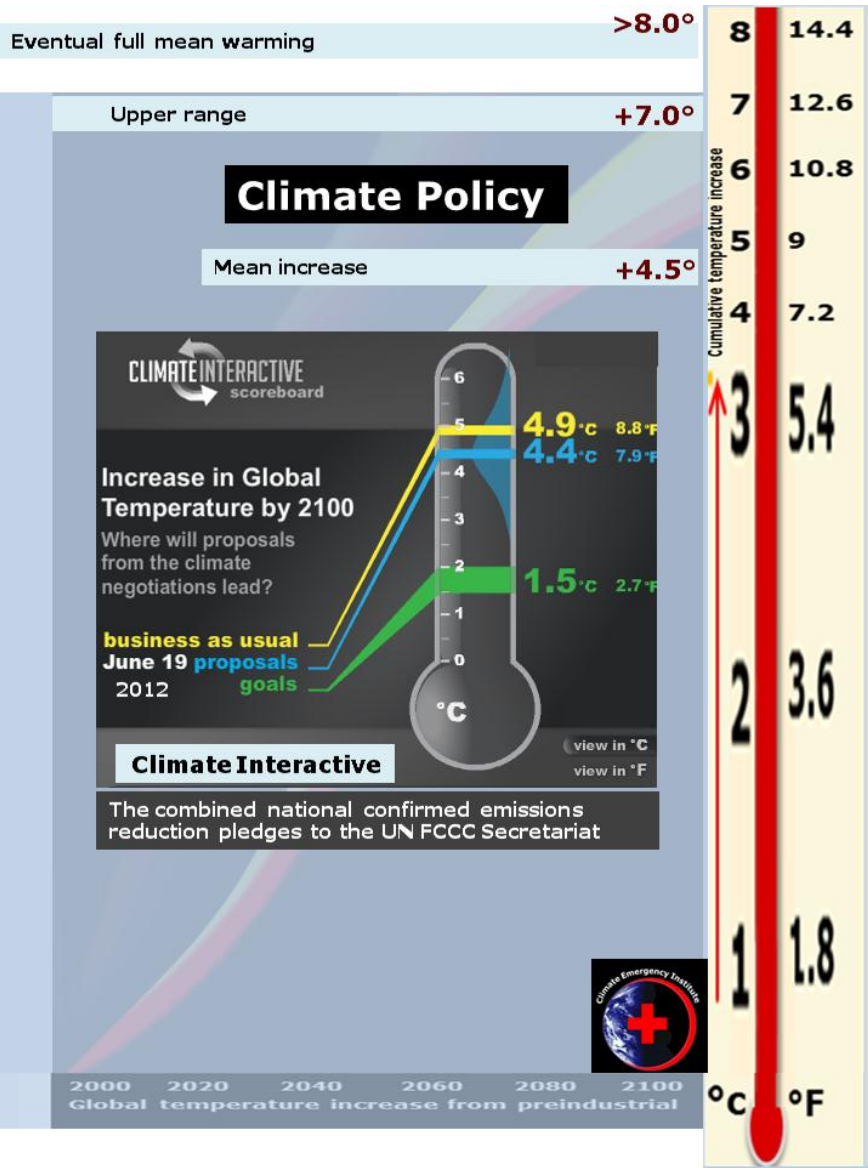 Eventual full mean warming >8.0°
Upper range +7.0°
Climate Policy
Mean increase +4.5°
CLIMATE INTERACTIVE
scoreboard
Increase in Global
Temperature by 2100
Where will proposals
from the climate
negotiations lead?
business as usual
June 19 proposals
2012 goals
6
5
4
3
2
1
0
°C
4.9°C 8.8°F
4.4°C 7.9°F
1.5°C 2.7°F
view in °C
view in °F
Climate Interactive
The combined national confirmed emissions
reduction pledges to the UN FCCC Secretariat
Climate Emergency Institute
2000 2020 2040 2060 2080 2100
Global temperature increase from preindustrial
Cumulative temperature increase
8 14.4
7 12.6
6 10.8
5 9
4 7.2
3 5.4
2 3.6
1 1.8
°C °F